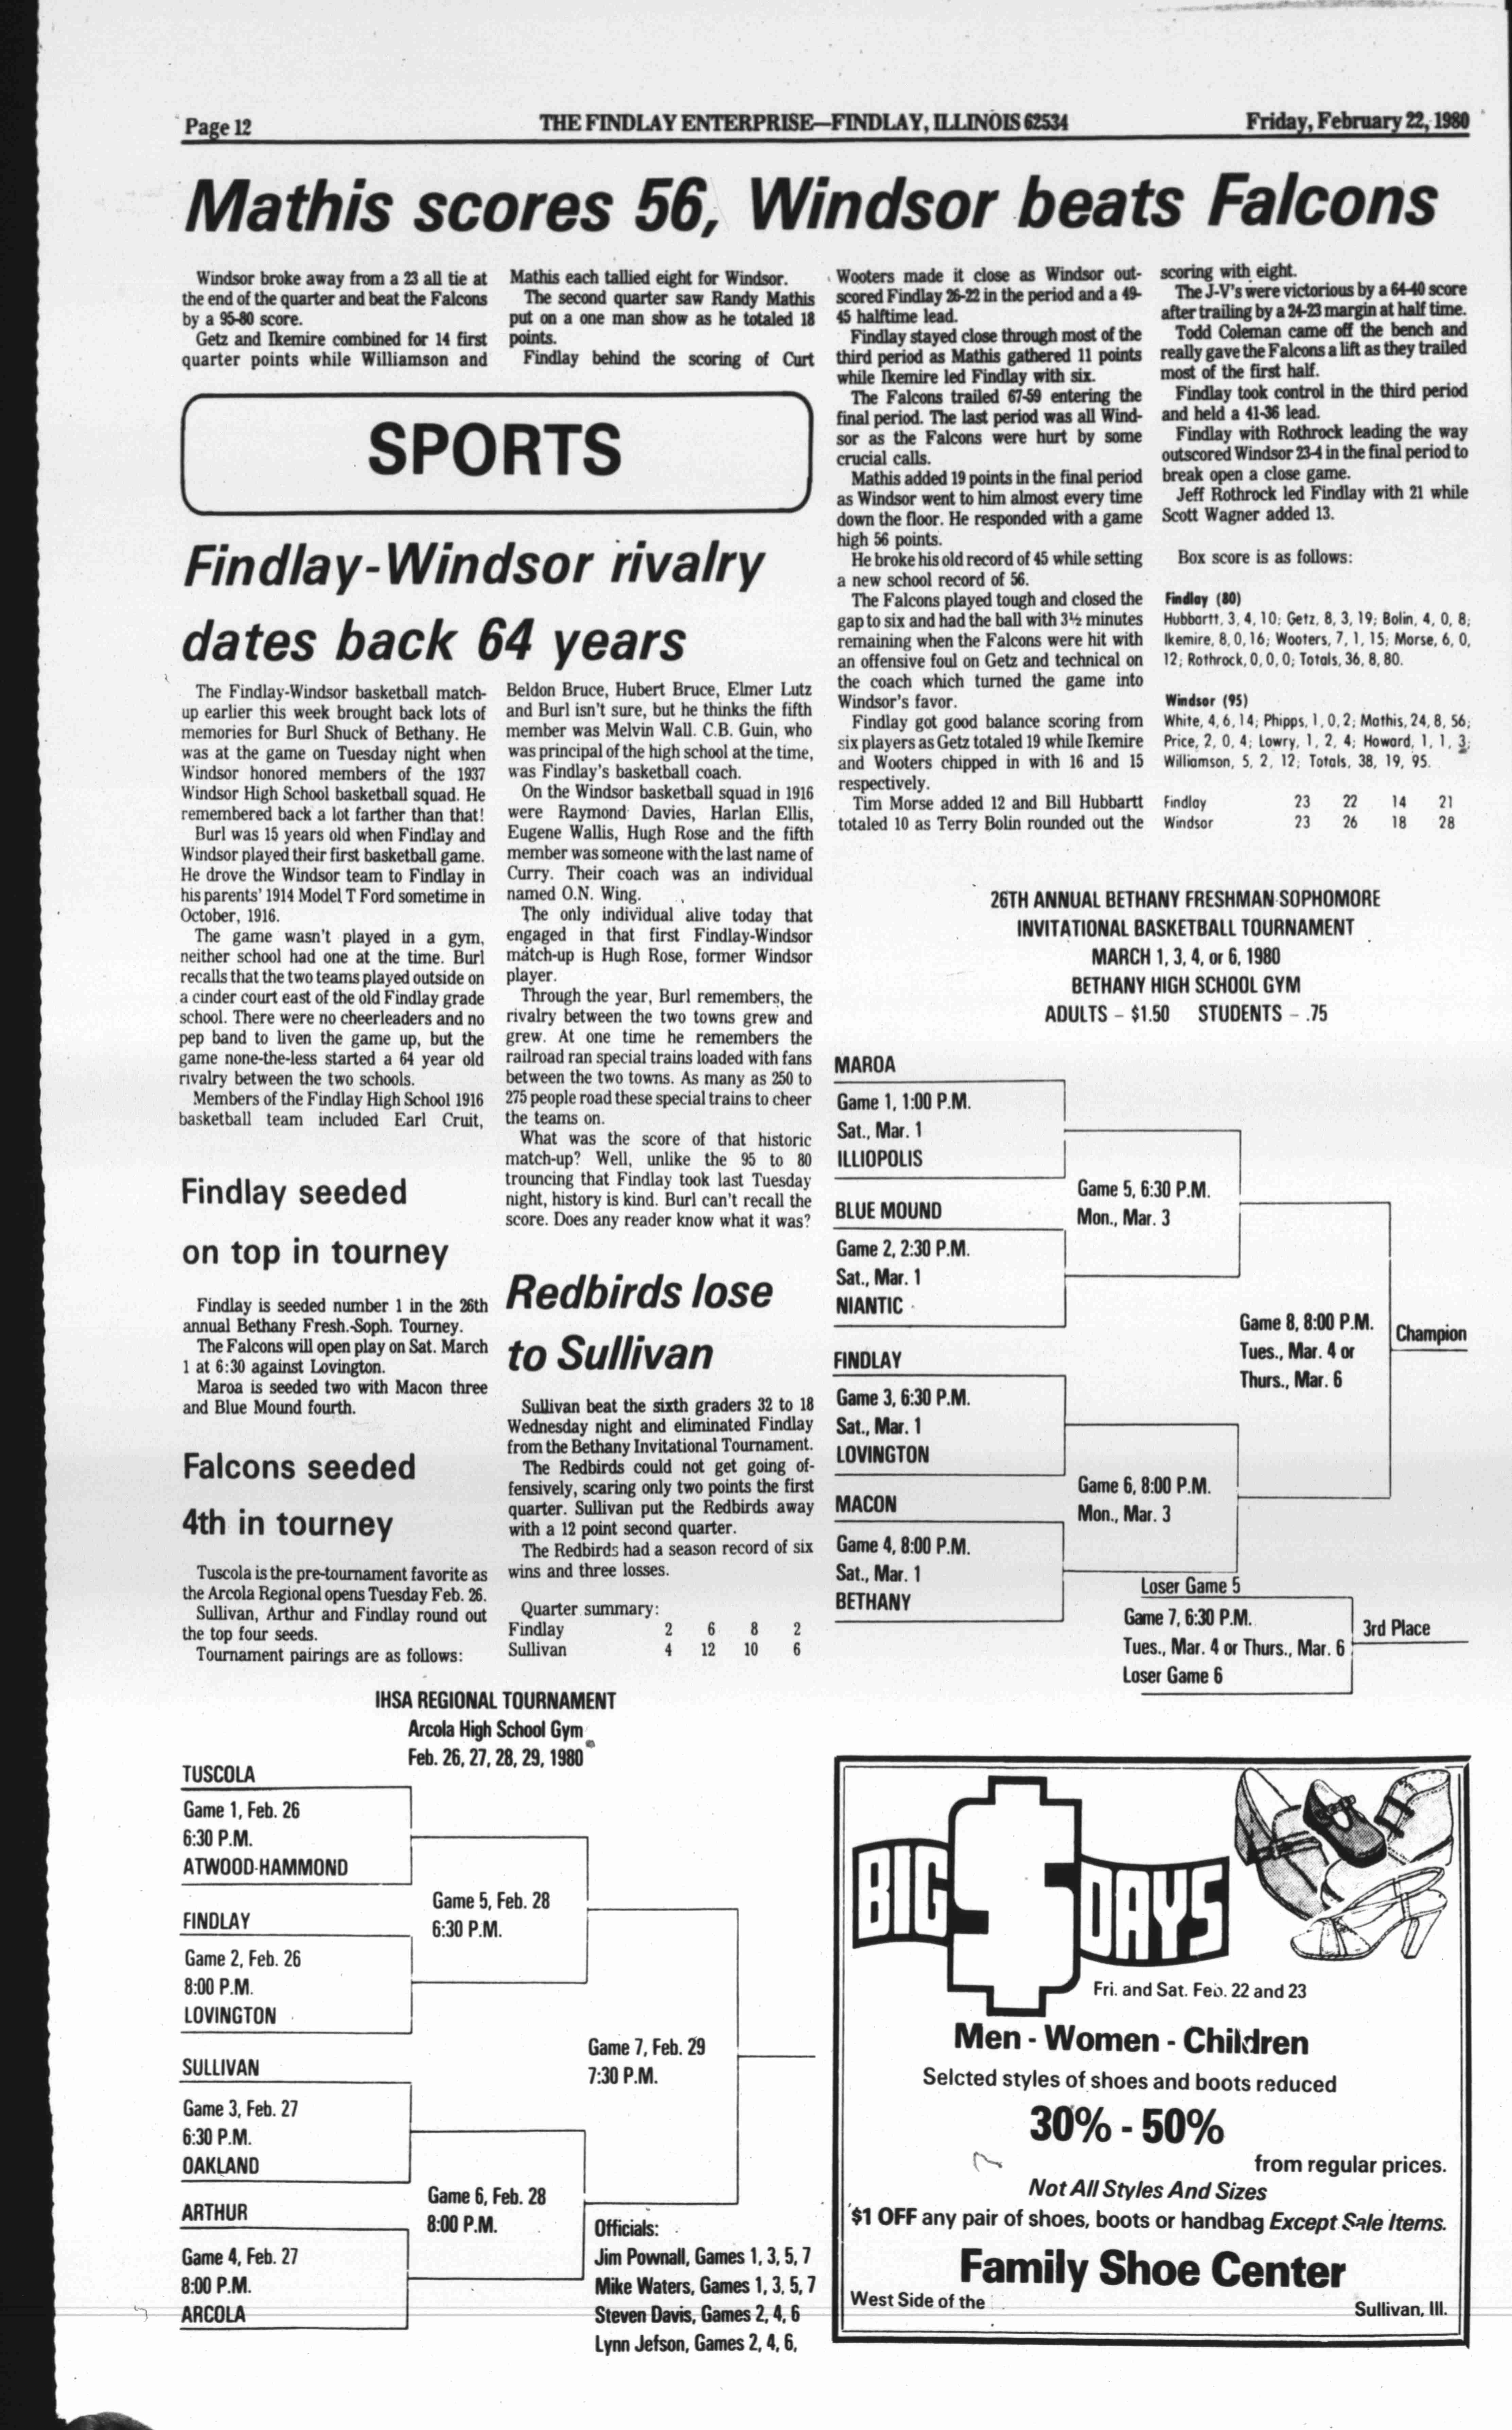 Page 12
THE FINDLAY ENTERPRISE—FINDLAY, ILLINOIS 62534
Friday, February 22, 1980
Mathis scores 56, Windsor beats Falcons
Windsor broke away from a 23 all tie at
the end of the quarter and beat the Falcons
by a 95-80 score.
Getz and Ikemire combined for 14 first
quarter points while Williamson and
Mathis each tallied eight for Windsor.
The second quarter saw Randy Mathis
put on a one man show as he totaled 18
points.
Findlay behind the scoring of Curt
Wooters made it close as Windsor out-
scored Findlay 26-22 in the period and a 49-
45 halftime lead.
Findlay stayed close through most of the
third period as Mathis gathered 11 points
while Ikemire led Findlay with six.
The Falcons trailed 67-59 entering the
final period. The last period was all Wind-
sor as the Falcons were hurt by some
crucial calls.
Mathis added 19 points in the final period
as Windsor went to him almost every time
down the floor. He responded with a game
high 56 points.
He broke his old record of 45 while setting
a new school record of 56.
The Falcons played tough and closed the
gap to six and had the ball with 3½ minutes
remaining when the Falcons were hit with
an offensive foul on Getz and technical on
the coach which turned the game into
Windsor's favor.
Findlay got good balance scoring from
six players as Getz totaled 19 while Ikemire
and Wooters chipped in with 16 and 15
respectively.
Tim Morse added 12 and Bill Hubbartt
totaled 10 as Terry Bolin rounded out the
scoring with eight.
The J-V's were victorious by a 64-40 score
after trailing by a 24-23 margin at half time.
Todd Coleman came off the bench and
really gave the Falcons a lift as they trailed
most of the first half.
Findlay took control in the third period
and held a 41-36 lead.
Findlay with Rothrock leading the way
outscored Windsor 23-4 in the final period to
break open a close game.
Jeff Rothrock led Findlay with 21 while
Scott Wagner added 13.
Box score is as follows:
Findlay (80)
Hubbartt, 3, 4, 10; Getz, 8, 3, 19; Bolin, 4, 0, 8;
Ikemire, 8, 0, 16; Wooters, 7, 1, 15; Morse, 6, 0,
12; Rothrock, 0, 0, 0; Totals, 36, 8, 80.
Windsor (95)
White, 4, 6, 14; Phipps, 1, 0, 2; Mathis, 24, 8, 56;
Price, 2, 0, 4; Lowry, 1, 2, 4; Howard, 1, 1, 3;
Williamson, 5, 2, 12; Totals, 38, 19, 95.
Findlay 23 22 14 21
Windsor 23 26 18 28
SPORTS
Findlay-Windsor rivalry
dates back 64 years
The Findlay-Windsor basketball match-
up earlier this week brought back lots of
memories for Burl Shuck of Bethany. He
was at the game on Tuesday night when
Windsor honored members of the 1937
Windsor High School basketball squad. He
remembered back a lot farther than that!
Burl was 15 years old when Findlay and
Windsor played their first basketball game.
He drove the Windsor team to Findlay in
his parents' 1914 Model T Ford sometime in
October, 1916.
The game wasn't played in a gym,
neither school had one at the time. Burl
recalls that the two teams played outside on
a cinder court east of the old Findlay grade
school. There were no cheerleaders and no
pep band to liven the game up, but the
game none-the-less started a 64 year old
rivalry between the two schools.
Members of the Findlay High School 1916
basketball team included Earl Cruit,
Beldon Bruce, Hubert Bruce, Elmer Lutz
and Burl isn't sure, but he thinks the fifth
member was Melvin Wall. C.B. Guin, who
was principal of the high school at the time,
was Findlay's basketball coach.
On the Windsor basketball squad in 1916
were Raymond Davies, Harlan Ellis,
Eugene Wallis, Hugh Rose and the fifth
member was someone with the last name of
Curry. Their coach was an individual
named O.N. Wing.
The only individual alive today that
engaged in that first Findlay-Windsor
match-up is Hugh Rose, former Windsor
player.
Through the year, Burl remembers, the
rivalry between the two towns grew and
grew. At one time he remembers the
railroad ran special trains loaded with fans
between the two towns. As many as 250 to
275 people road these special trains to cheer
the teams on.
What was the score of that historic
match-up? Well, unlike the 95 to 80
trouncing that Findlay took last Tuesday
night, history is kind. Burl can't recall the
score. Does any reader know what it was?
Findlay seeded
on top in tourney
Findlay is seeded number 1 in the 26th
annual Bethany Fresh.-Soph. Tourney.
The Falcons will open play on Sat. March
1 at 6:30 against Lovington.
Maroa is seeded two with Macon three
and Blue Mound fourth.
Falcons seeded
4th in tourney
Tuscola is the pre-tournament favorite as
the Arcola Regional opens Tuesday Feb. 26.
Sullivan, Arthur and Findlay round out
the top four seeds.
Tournament pairings are as follows:
Redbirds lose
to Sullivan
Sullivan beat the sixth graders 32 to 18
Wednesday night and eliminated Findlay
from the Bethany Invitational Tournament.
The Redbirds could not get going of-
fensively, scaring only two points the first
quarter. Sullivan put the Redbirds away
with a 12 point second quarter.
The Redbirds had a season record of six
wins and three losses.
Quarter summary:
Findlay 2 6 8 2
Sullivan 4 12 10 6
26TH ANNUAL BETHANY FRESHMAN-SOPHOMORE
INVITATIONAL BASKETBALL TOURNAMENT
MARCH 1, 3, 4, or 6, 1980
BETHANY HIGH SCHOOL GYM
ADULTS – $1.50 STUDENTS – .75
MAROA
Game 1, 1:00 P.M.
Sat., Mar. 1
ILLIOPOLIS
BLUE MOUND
Game 2, 2:30 P.M.
Sat., Mar. 1
NIANTIC
FINDLAY
Game 3, 6:30 P.M.
Sat., Mar. 1
LOVINGTON
MACON
Game 4, 8:00 P.M.
Sat., Mar. 1
BETHANY
Game 5, 6:30 P.M.
Mon., Mar. 3
Game 6, 8:00 P.M.
Mon., Mar. 3
Game 8, 8:00 P.M.
Tues., Mar. 4 or
Thurs., Mar. 6
Champion
Loser Game 5
Game 7, 6:30 P.M.
Tues., Mar. 4 or Thurs., Mar. 6
Loser Game 6
3rd Place
IHSA REGIONAL TOURNAMENT
Arcola High School Gym
Feb. 26, 27, 28, 29, 1980
TUSCOLA
Game 1, Feb. 26
6:30 P.M.
ATWOOD-HAMMOND
FINDLAY
Game 2, Feb. 26
8:00 P.M.
LOVINGTON
SULLIVAN
Game 3, Feb. 27
6:30 P.M.
OAKLAND
ARTHUR
Game 4, Feb. 27
8:00 P.M.
ARCOLA
Game 5, Feb. 28
6:30 P.M.
Game 6, Feb. 28
8:00 P.M.
Game 7, Feb. 29
7:30 P.M.
Officials:
Jim Pownall, Games 1, 3, 5, 7
Mike Waters, Games 1, 3, 5, 7
Steven Davis, Games 2, 4, 6
Lynn Jefson, Games 2, 4, 6,
BIG $ DAYS
Fri. and Sat. Feb. 22 and 23
Men - Women - Children
Selcted styles of shoes and boots reduced
30% - 50%
from regular prices.
Not All Styles And Sizes
$1 OFF any pair of shoes, boots or handbag Except Sale Items.
Family Shoe Center
West Side of the
Sullivan, Ill.